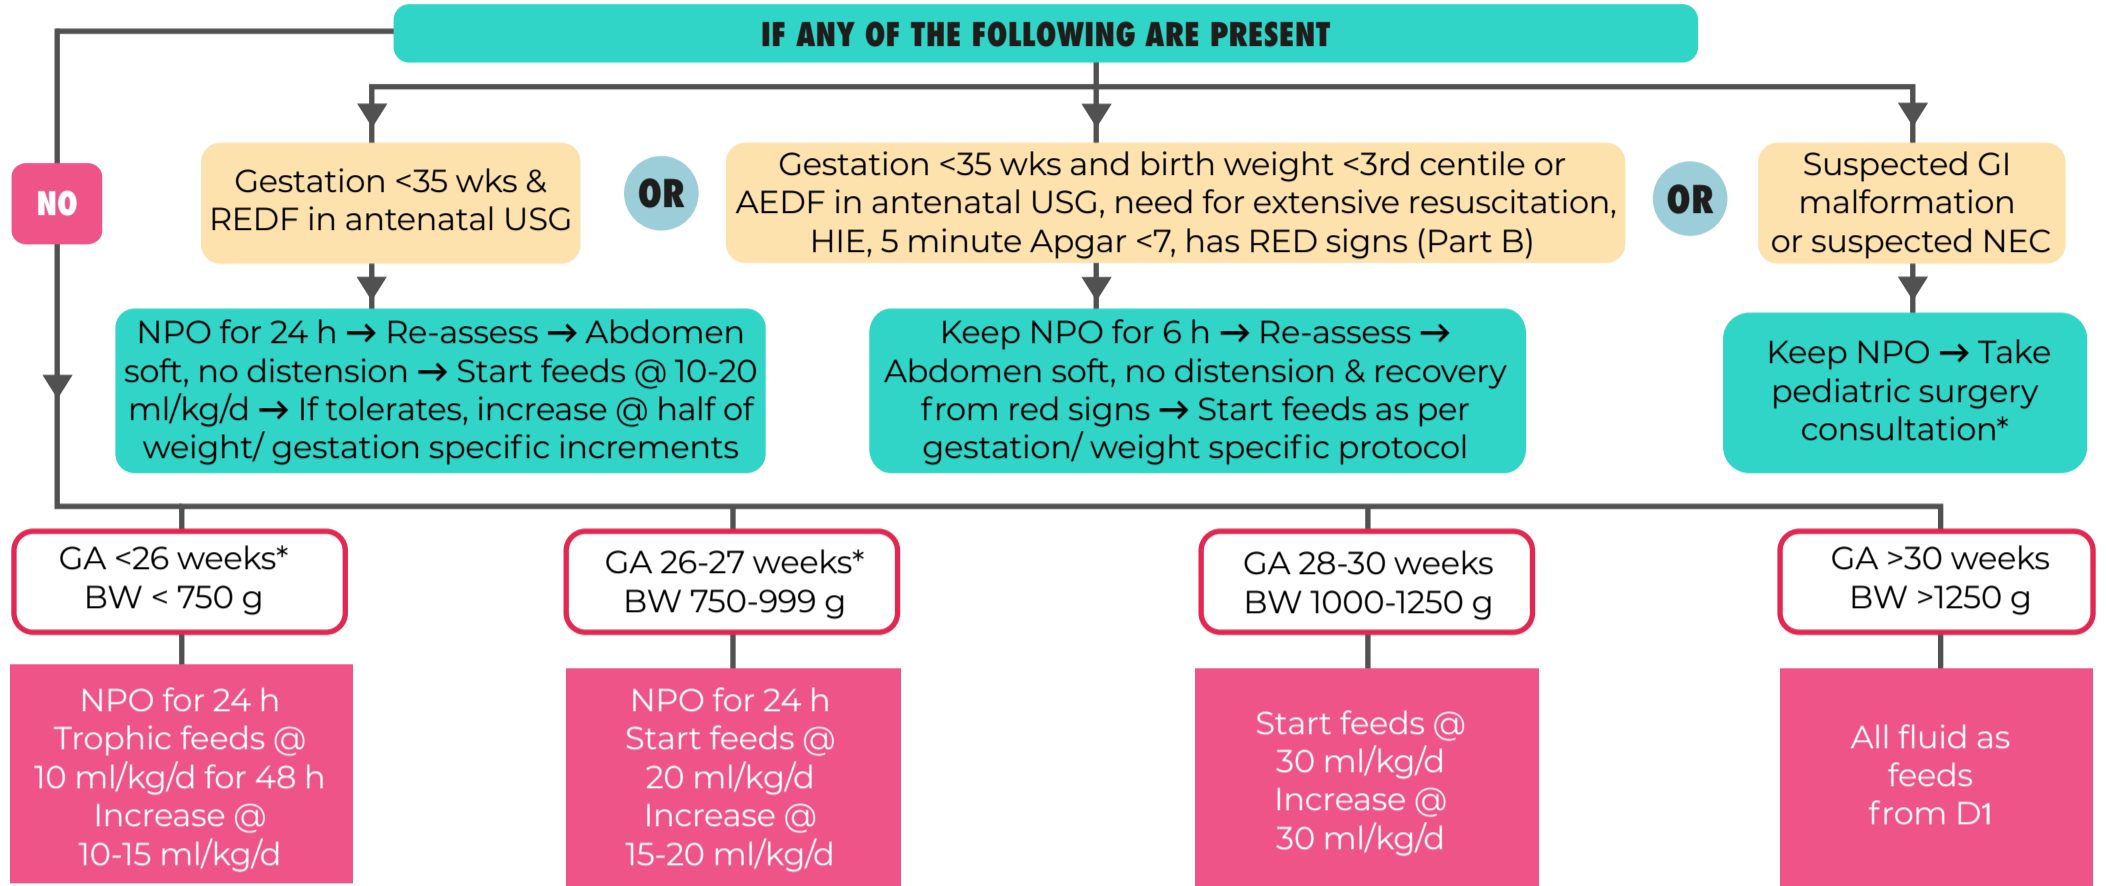 IF ANY OF THE FOLLOWING ARE PRESENT
NO
Gestation <35 wks &
REDF in antenatal USG
OR
Gestation <35 wks and birth weight <3rd centile or
AEDF in antenatal USG, need for extensive resuscitation,
HIE, 5 minute Apgar <7, has RED signs (Part B)
OR
Suspected GI
malformation
or suspected NEC
NPO for 24 h → Re-assess → Abdomen
soft, no distension → Start feeds @ 10-20
ml/kg/d → If tolerates, increase @ half of
weight/ gestation specific increments
Keep NPO for 6 h → Re-assess →
Abdomen soft, no distension & recovery
from red signs → Start feeds as per
gestation/ weight specific protocol
Keep NPO → Take
pediatric surgery
consultation*
GA <26 weeks*
BW < 750 g
GA 26-27 weeks*
BW 750-999 g
GA 28-30 weeks
BW 1000-1250 g
GA >30 weeks
BW >1250 g
NPO for 24 h
Trophic feeds @
10 ml/kg/d for 48 h
Increase @
10-15 ml/kg/d
NPO for 24 h
Start feeds @
20 ml/kg/d
Increase @
15-20 ml/kg/d
Start feeds @
30 ml/kg/d
Increase @
30 ml/kg/d
All fluid as
feeds
from D1